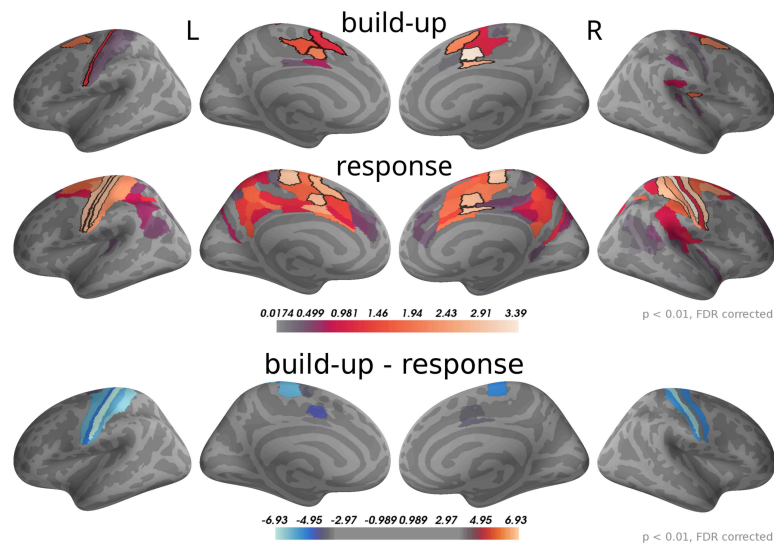 build-up
L
R
response
0.0174 0.499 0.981 1.46 1.94 2.43 2.91 3.39
p < 0.01, FDR corrected
build-up - response
-6.93 -4.95 -2.97 -0.989 0.989 2.97 4.95 6.93
p < 0.01, FDR corrected